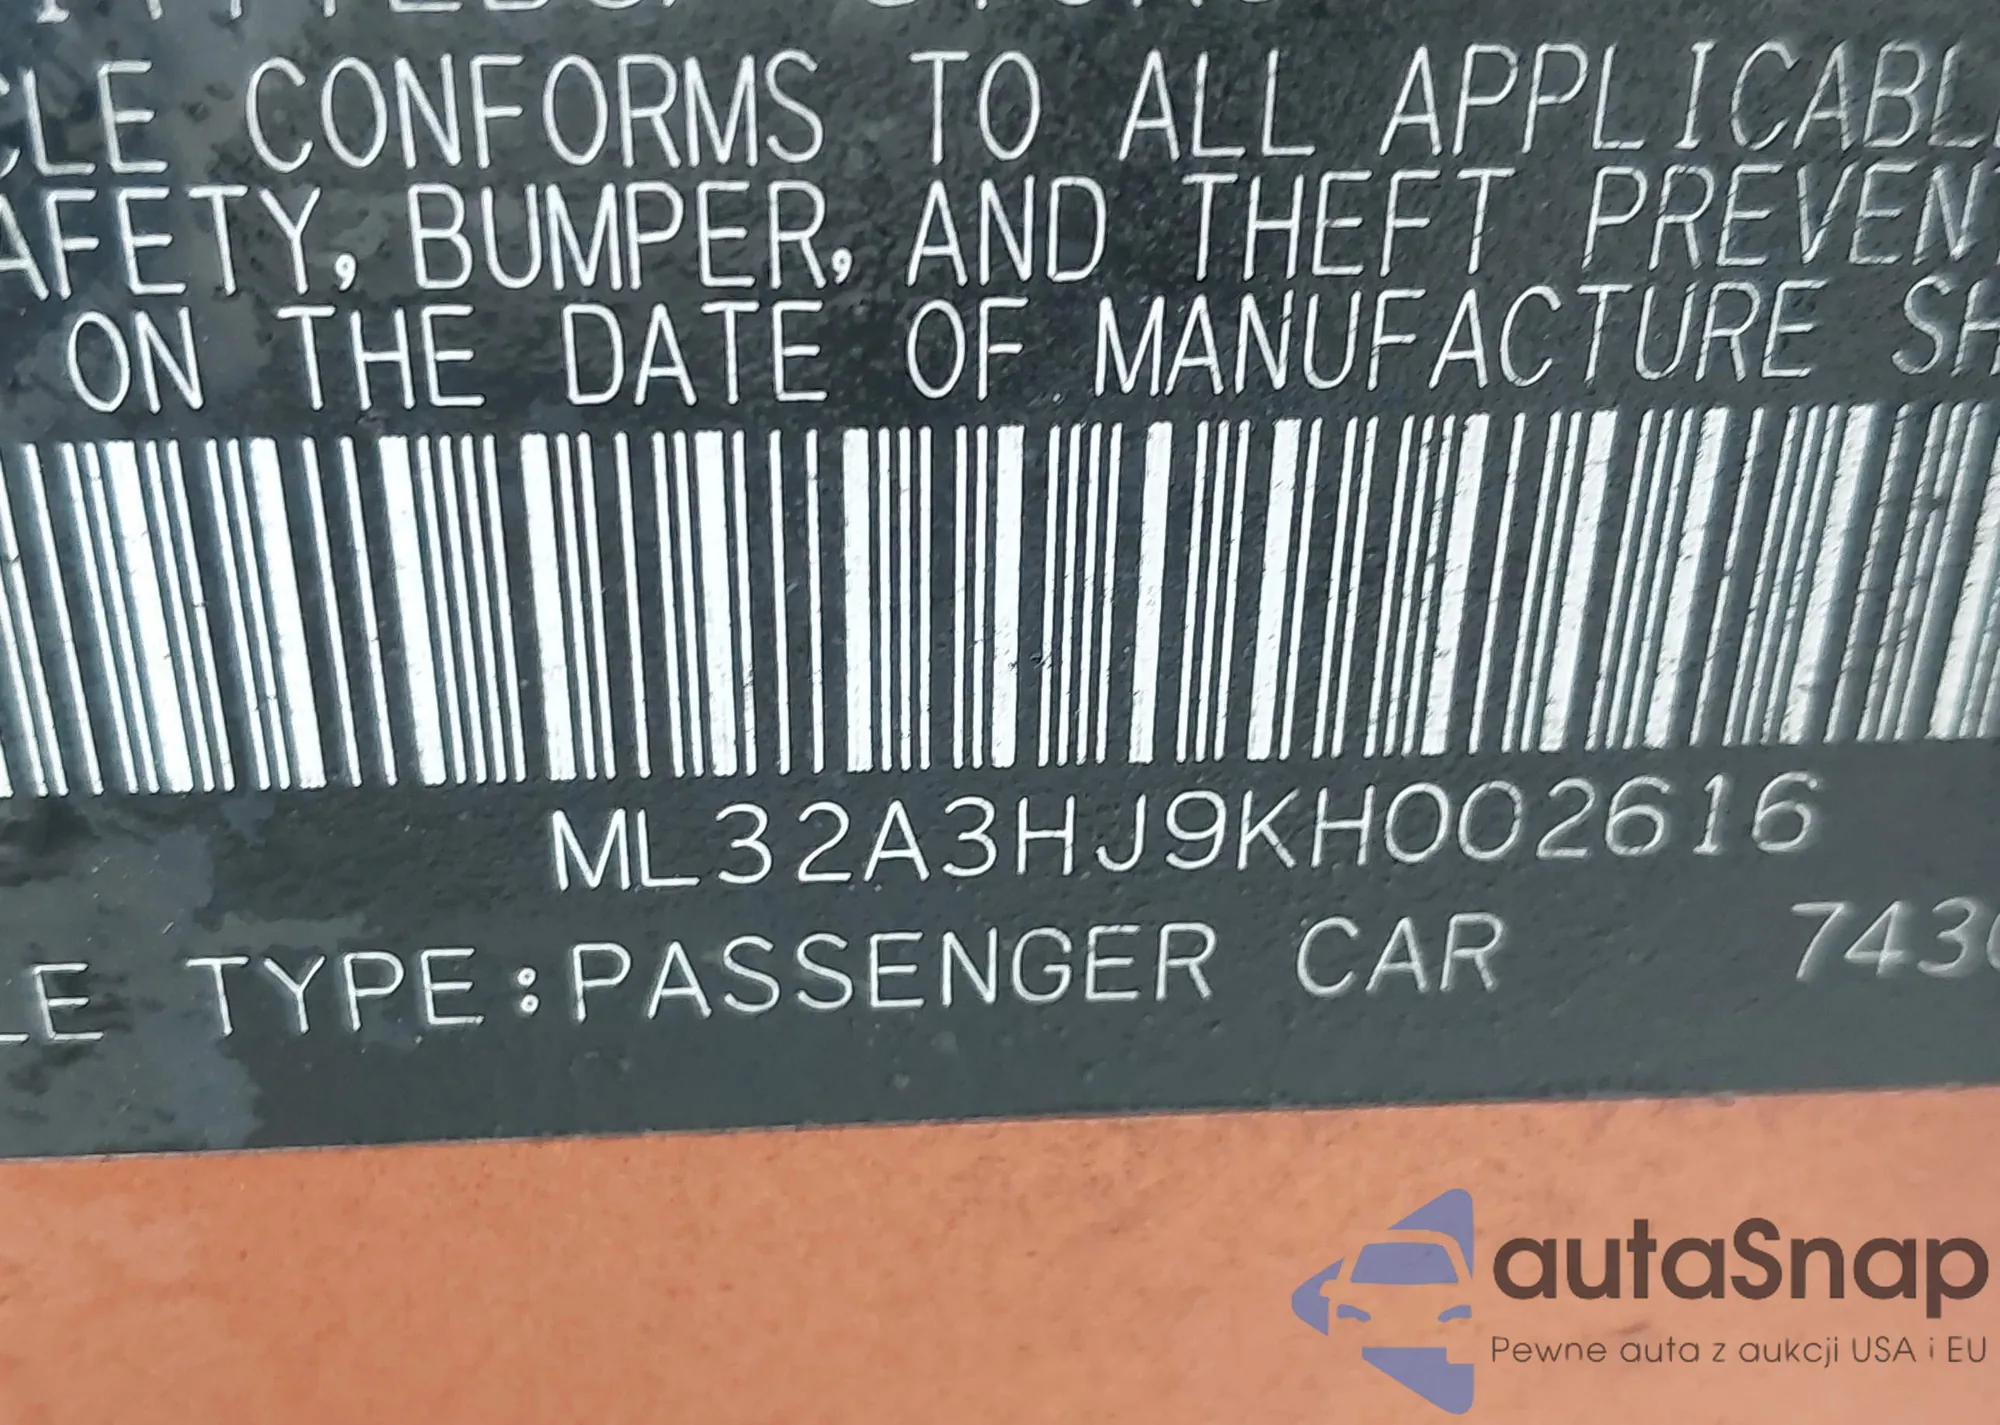 CLE CONFORMS TO ALL APPLICABL
AFETY, BUMPER, AND THEFT PREVENT
ON THE DATE OF MANUFACTURE SH
ML32A3HJ9KH002616
LE TYPE:PASSENGER CAR 743
autaSnap
Pewne auta z aukcji USA i EU